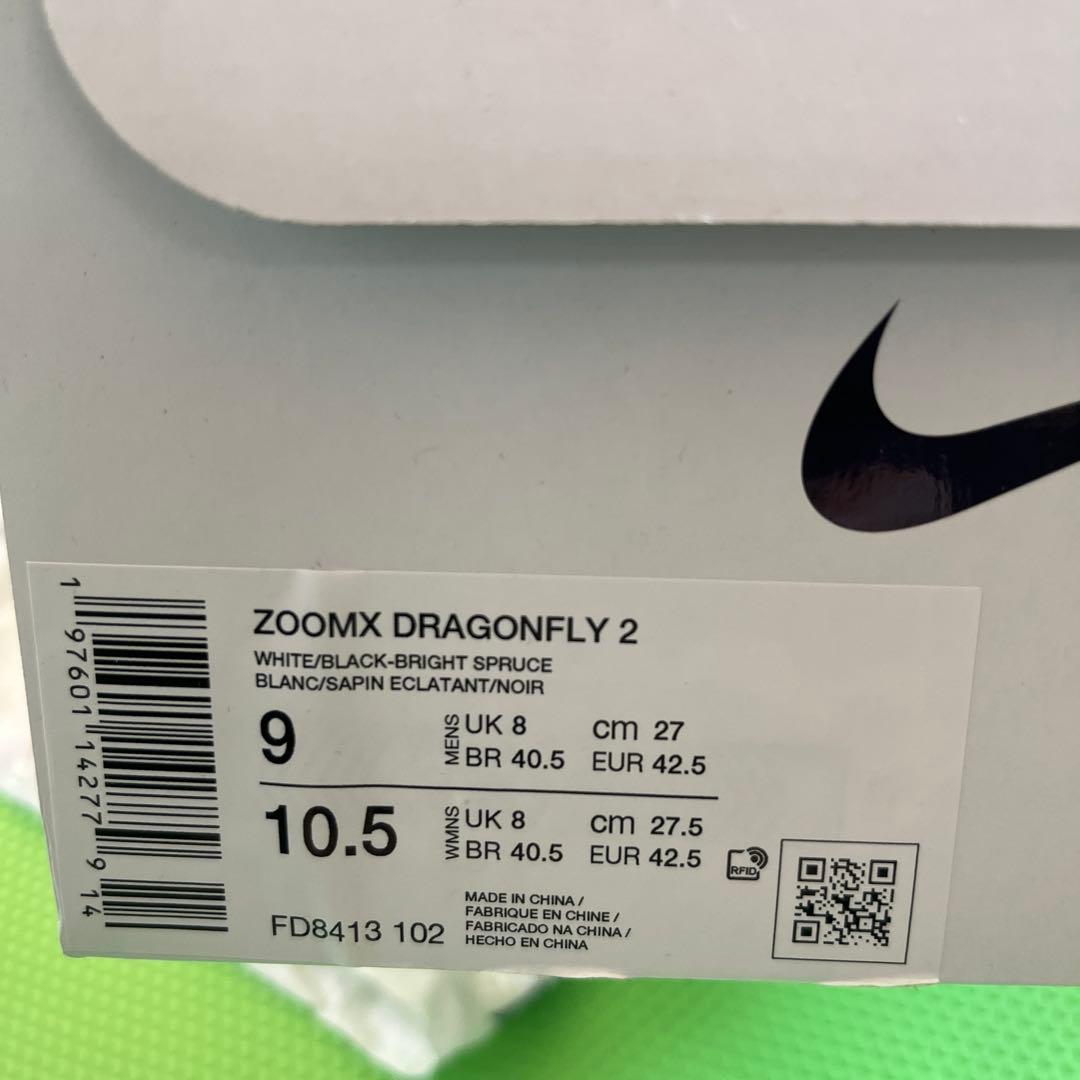 ZOOMX DRAGONFLY 2
WHITE/BLACK-BRIGHT SPRUCE
BLANC/SAPIN ECLATANT/NOIR
9
MENS
UK 8 cm 27
BR 40.5 EUR 42.5
10.5
WMNS
UK 8 cm 27.5
BR 40.5 EUR 42.5
RFID
FD8413 102
MADE IN CHINA /
FABRIQUE EN CHINE /
FABRICADO NA CHINA /
HECHO EN CHINA
1 97601 14277 9 14